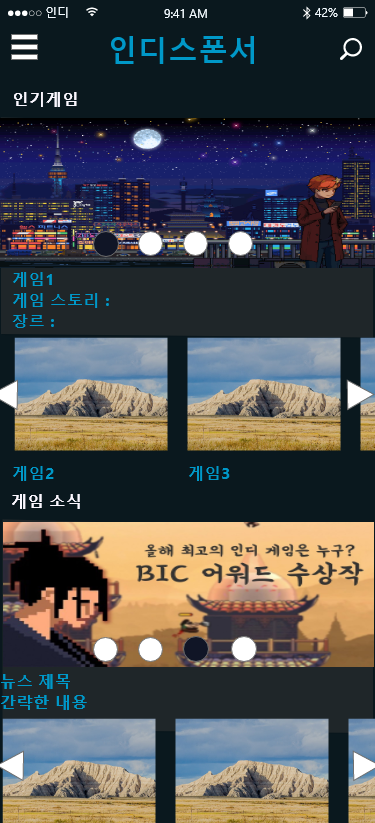 인디 9:41 AM 42%
인디스폰서
인기게임
게임1
게임 스토리 :
장르 :
게임2 게임3
게임 소식
올해 최고의 인디 게임은 누구?
BIC 어워드 수상작
뉴스 제목
간략한 내용